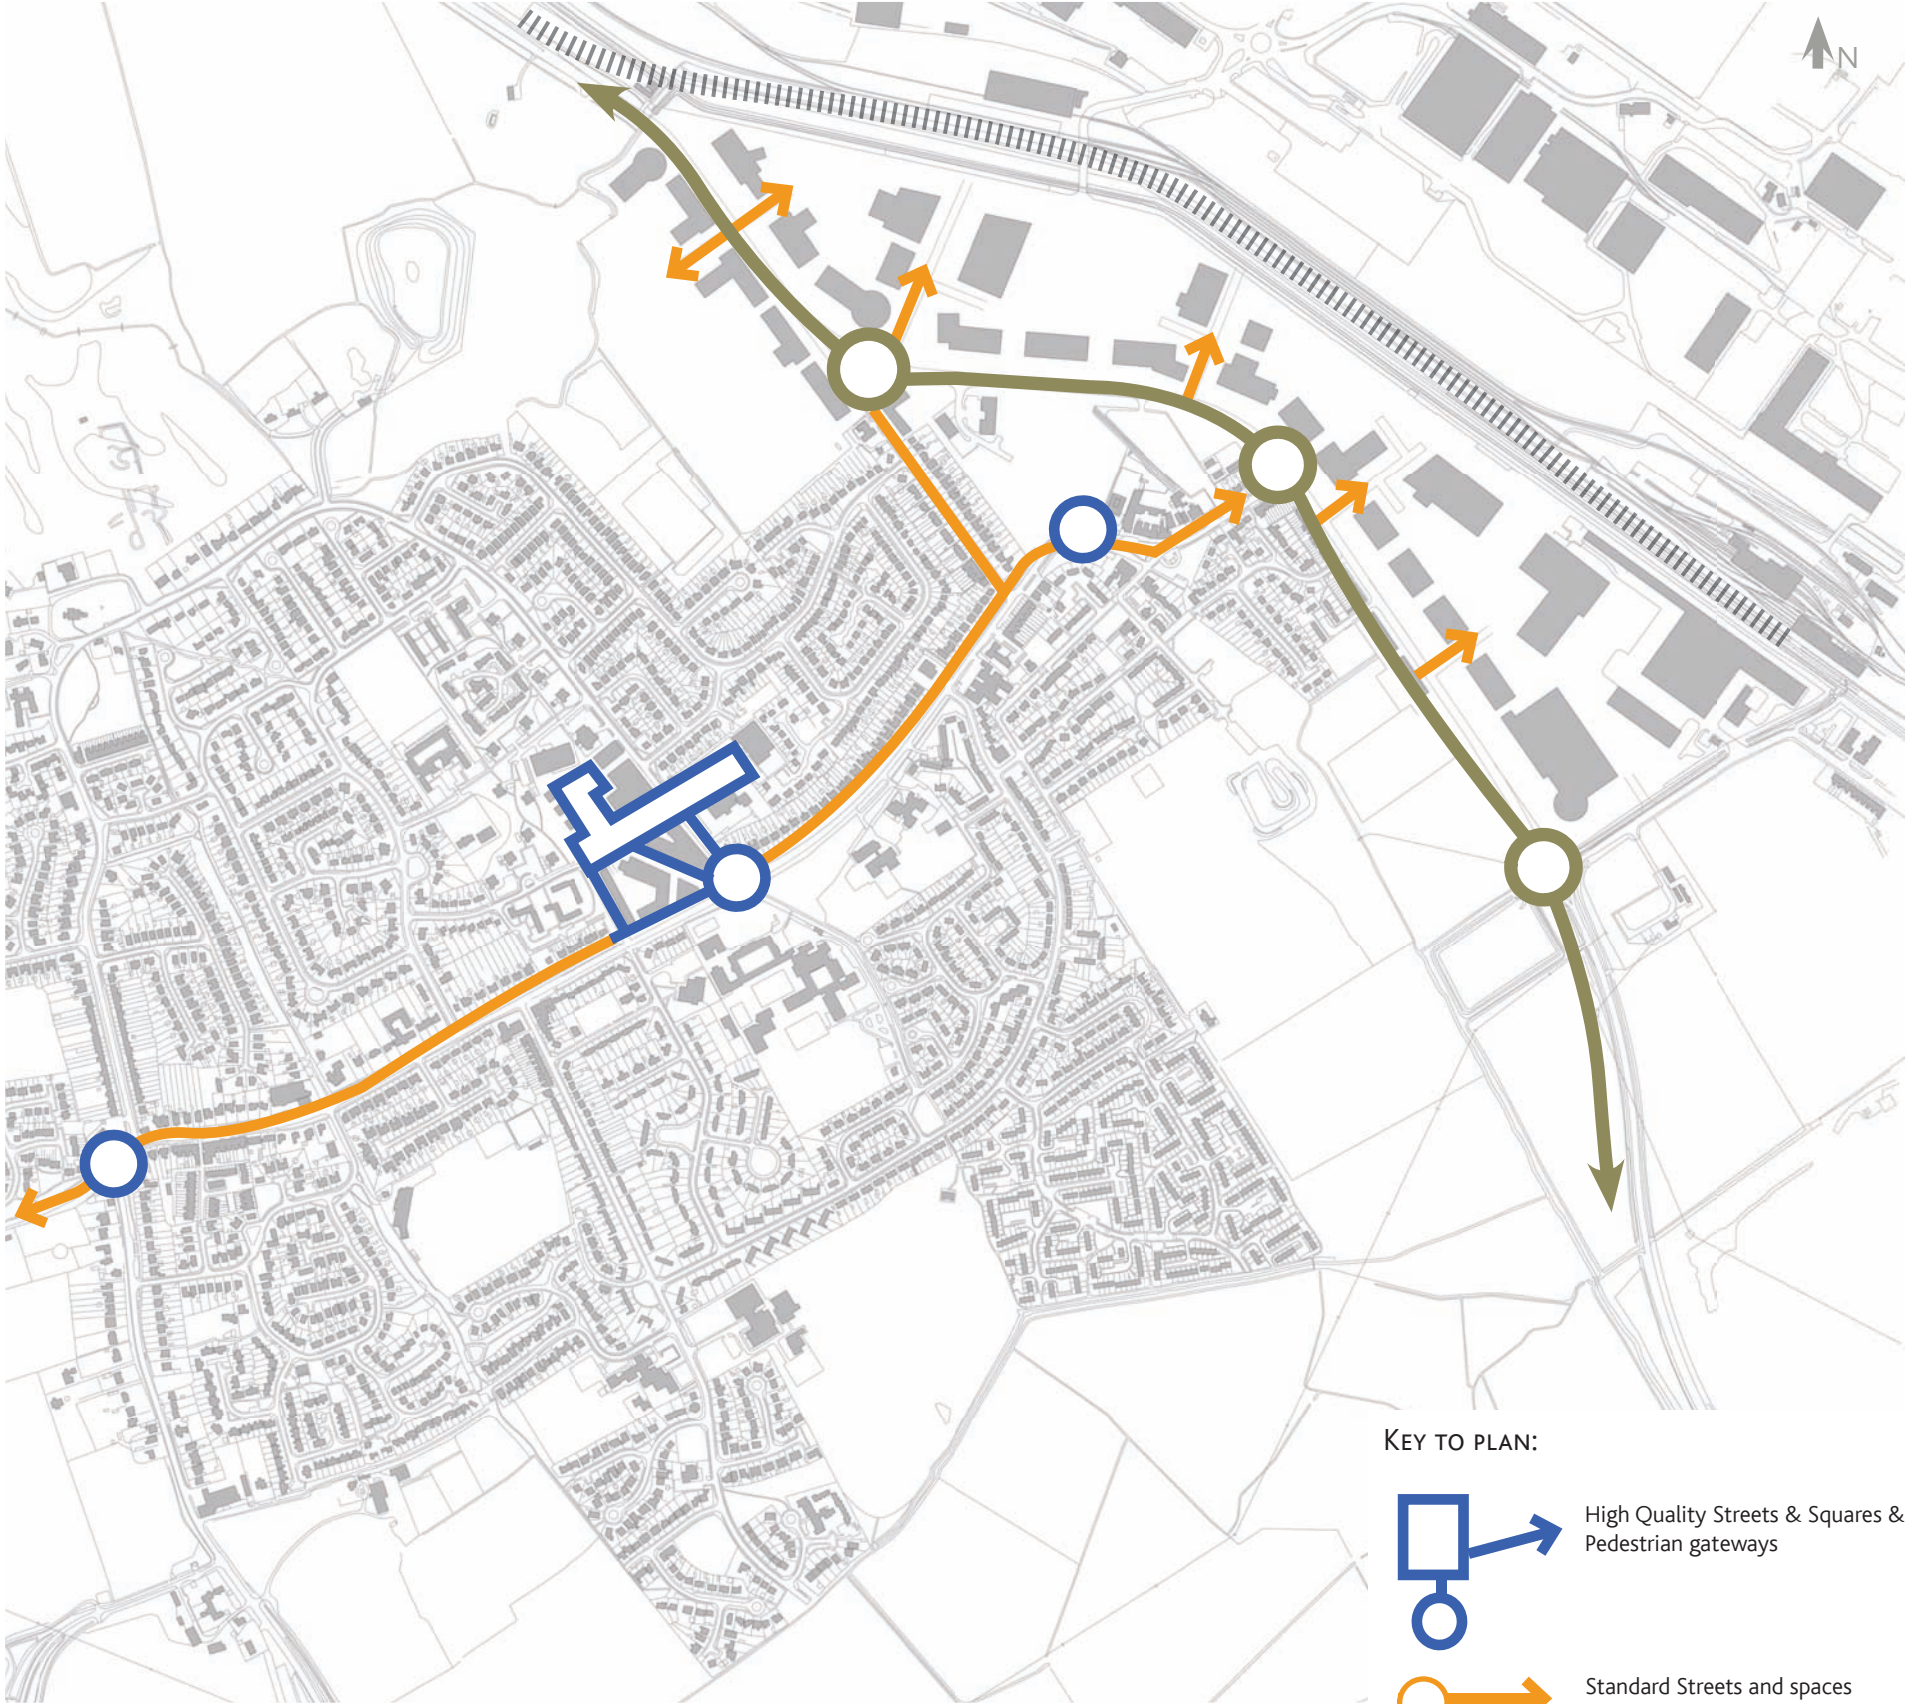 N
KEY TO PLAN:
High Quality Streets & Squares &
Pedestrian gateways
Standard Streets and spaces